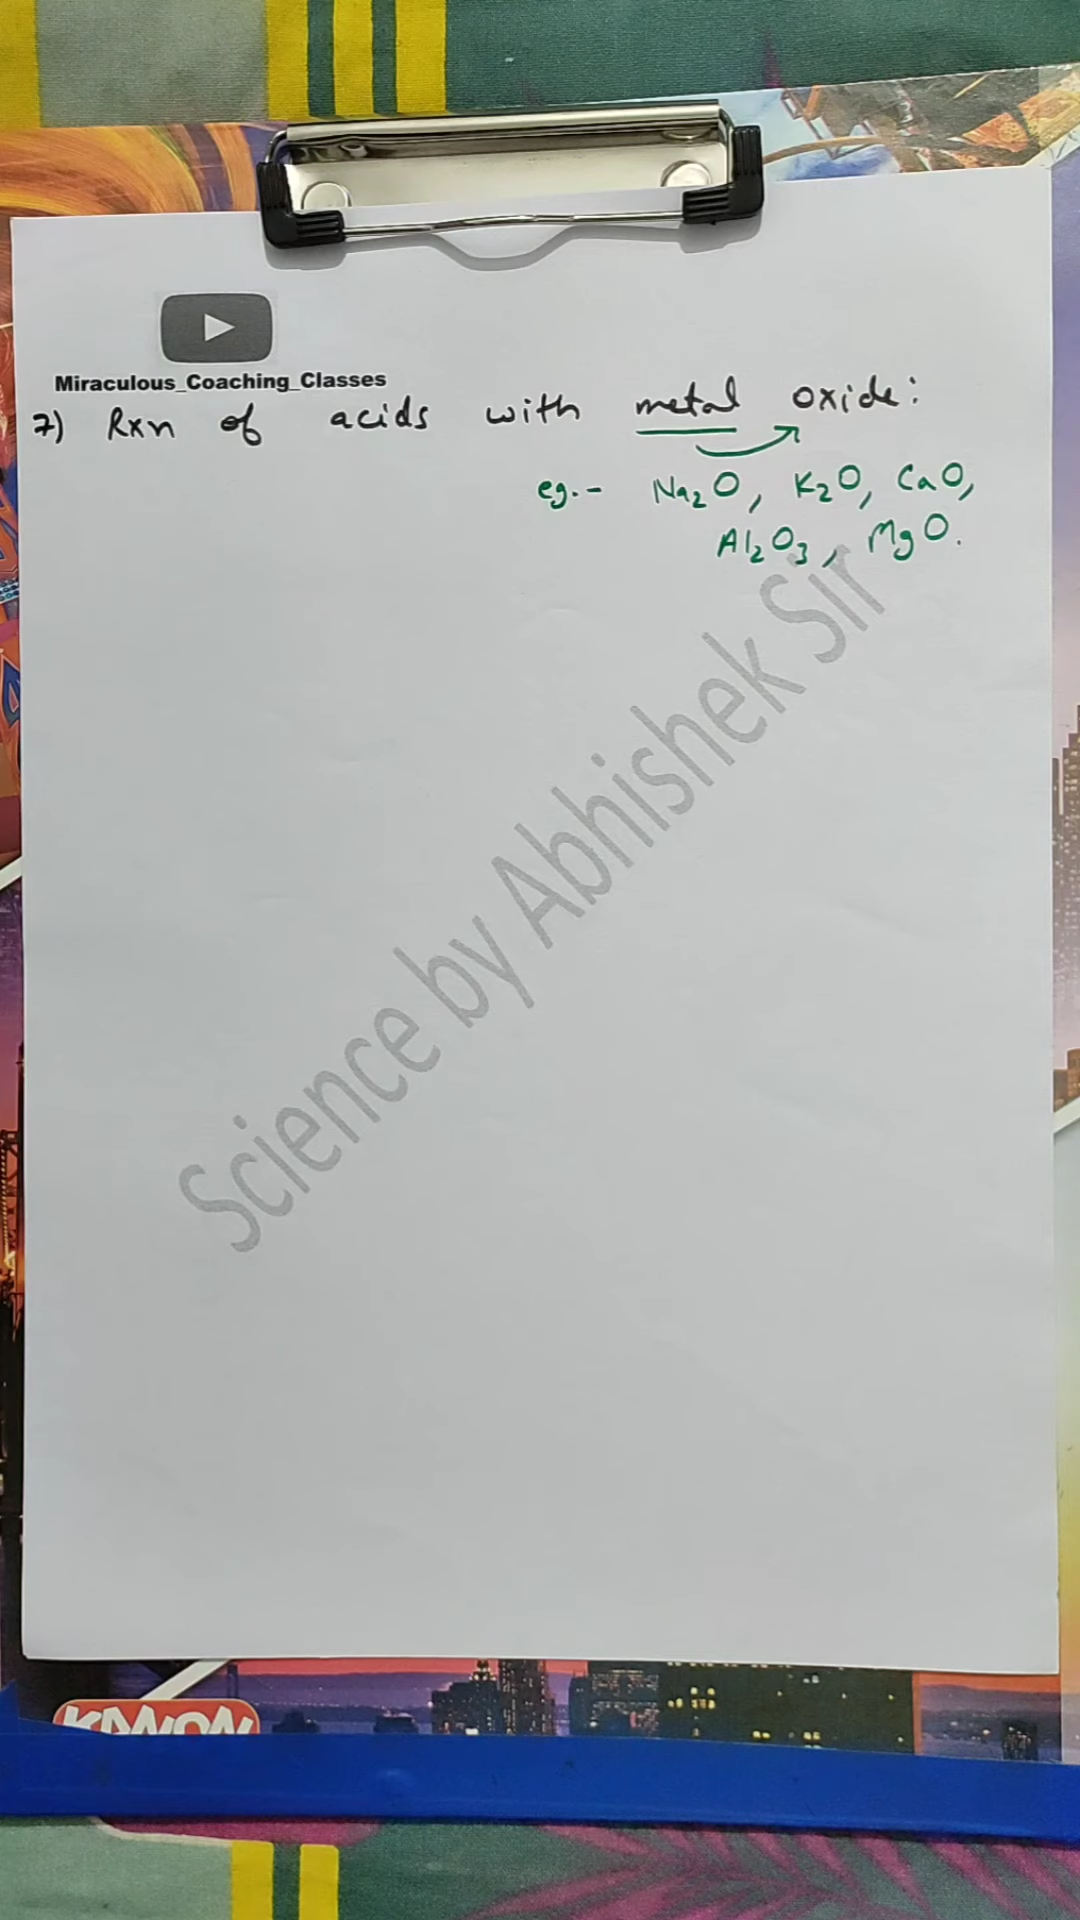 Miraculous_Coaching_Classes
7) Rxn of acids with metal oxide:
eg.- Na₂O, K₂O, CaO,
Al₂O₃, MgO.
Science by Abhishek Sir